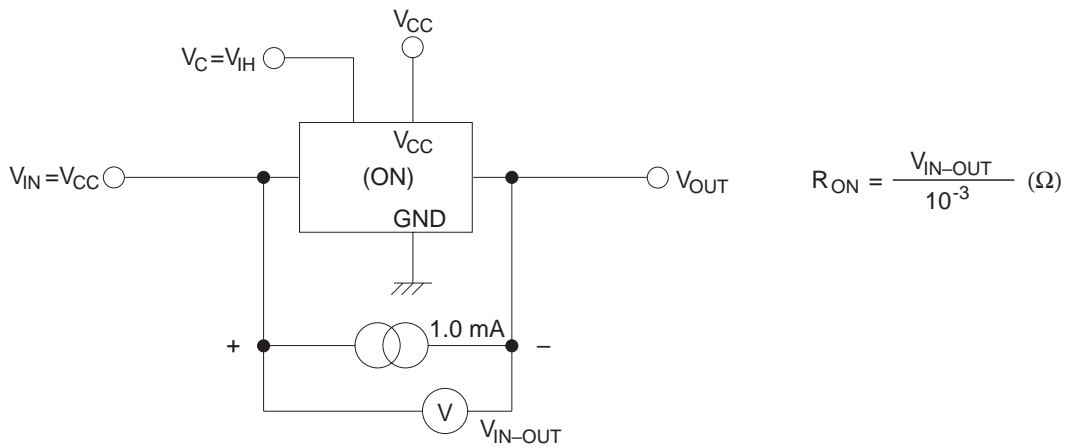 VCC
VC=VIH
VCC
VIN=VCC
(ON)
VOUT
RON = VIN–OUT / 10-3 (Ω)
GND
1.0 mA
+
–
V
VIN–OUT